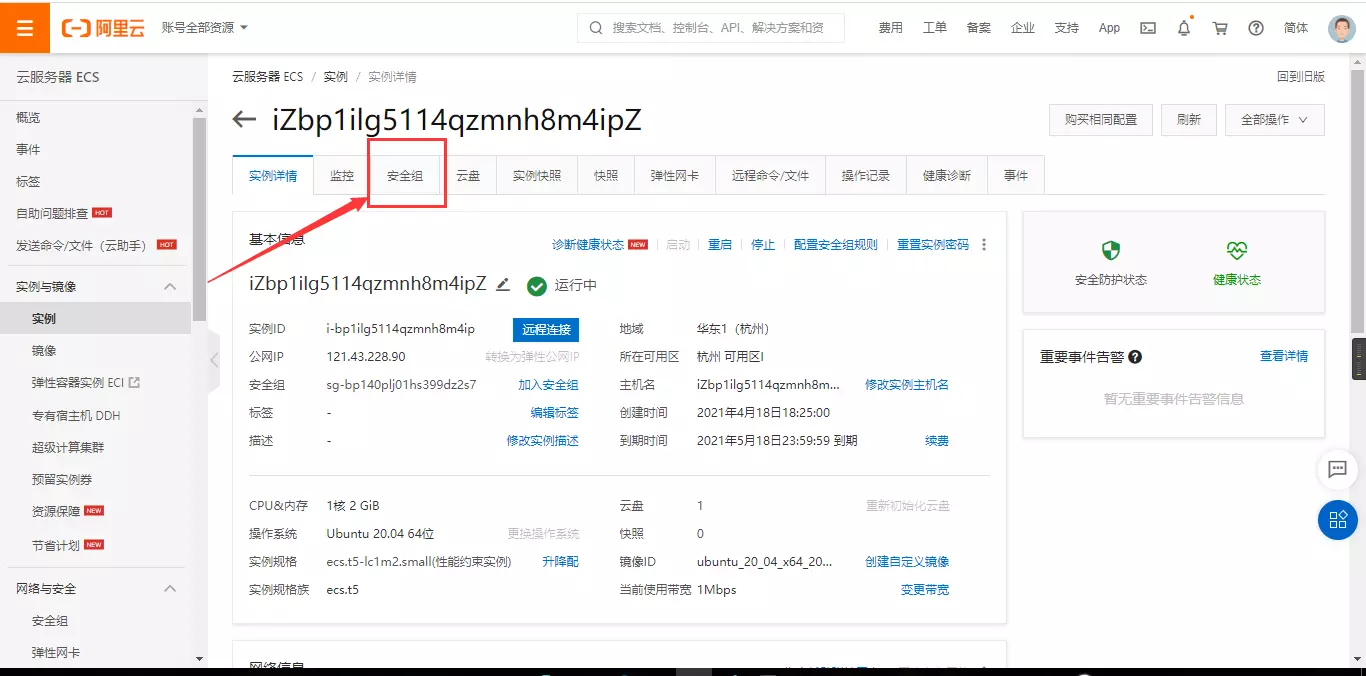 阿里云 账号全部资源 搜索文档、控制台、API、解决方案和资 费用 工单 备案 企业 支持 App 简体
云服务器 ECS
概览
事件
标签
自助问题排查 HOT
发送命令/文件（云助手） HOT
实例与镜像
实例
镜像
弹性容器实例 ECI
专有宿主机 DDH
超级计算集群
预留实例券
资源保障 NEW
节省计划 NEW
网络与安全
安全组
弹性网卡
云服务器 ECS / 实例 / 实例详情 回到旧版
iZbp1ilg5114qzmnh8m4ipZ 购买相同配置 刷新 全部操作
实例详情 监控 安全组 云盘 实例快照 快照 弹性网卡 远程命令/文件 操作记录 健康诊断 事件
基本信息 诊断健康状态 NEW 启动 重启 停止 配置安全组规则 重置实例密码
iZbp1ilg5114qzmnh8m4ipZ 运行中
实例ID i-bp1ilg5114qzmnh8m4ip 远程连接 地域 华东1（杭州）
公网IP 121.43.228.90 转换为弹性公网IP 所在可用区 杭州 可用区I
安全组 sg-bp140plj01hs399dz2s7 加入安全组 主机名 iZbp1ilg5114qzmnh8m... 修改实例主机名
标签 - 编辑标签 创建时间 2021年4月18日18:25:00
描述 - 修改实例描述 到期时间 2021年5月18日23:59:59 到期 续费
CPU&内存 1核 2 GiB 云盘 1 重新初始化云盘
操作系统 Ubuntu 20.04 64位 更换操作系统 快照 0
实例规格 ecs.t5-lc1m2.small(性能约束实例) 升降配 镜像ID ubuntu_20_04_x64_20... 创建自定义镜像
实例规格族 ecs.t5 当前使用带宽 1Mbps 变更带宽
网络信息
安全防护状态 健康状态
重要事件告警 查看详情
暂无重要事件告警信息